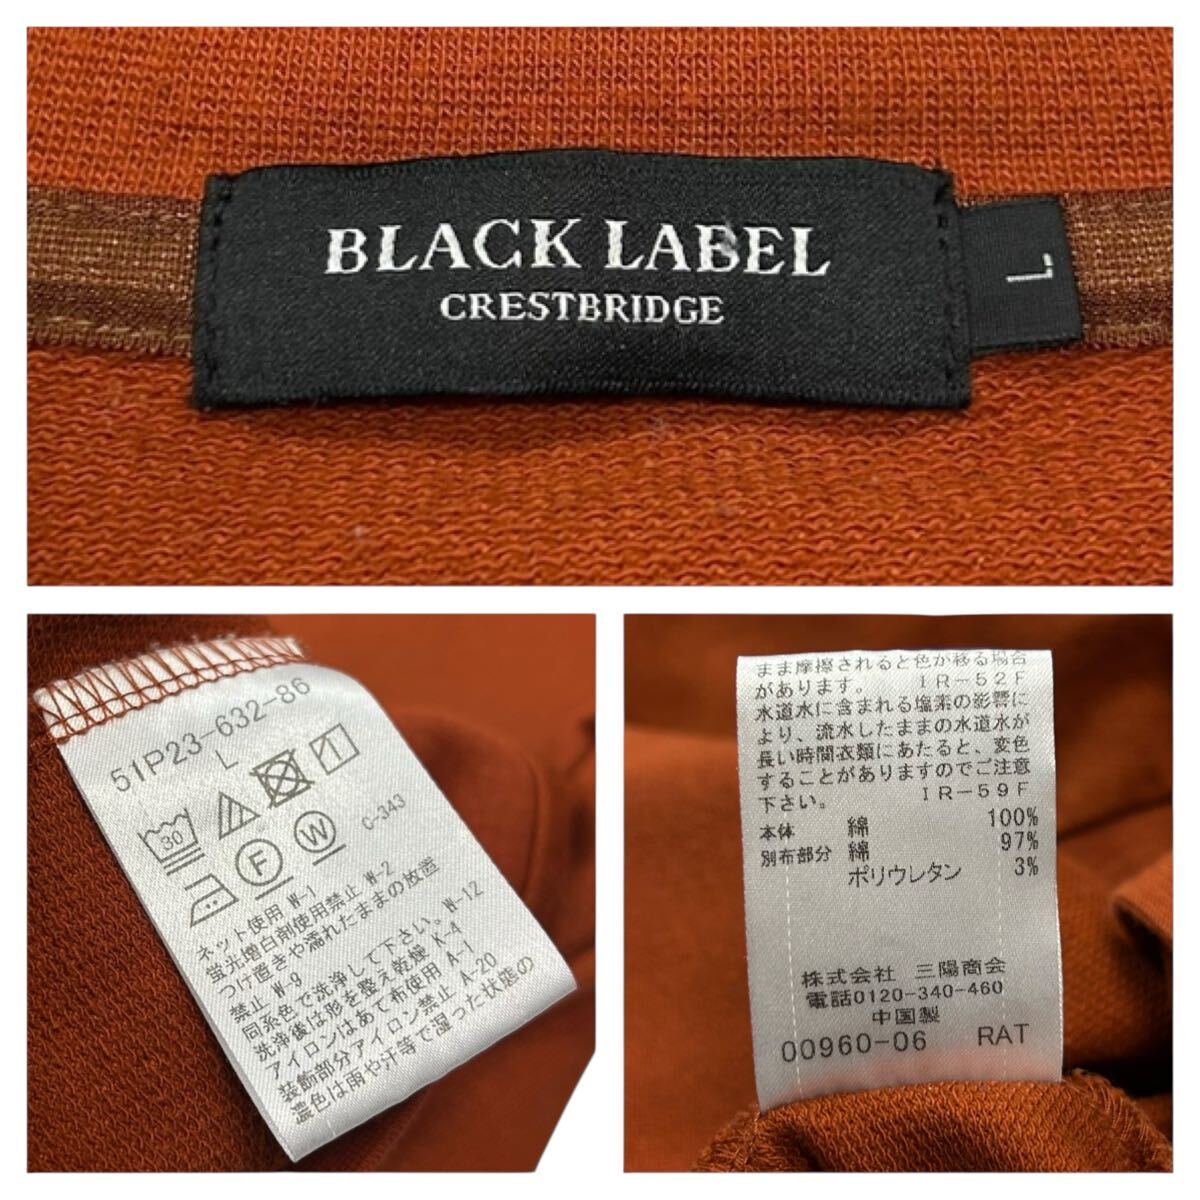 BLACK LABEL
CRESTBRIDGE
L
51P23-632-86
L
30
1
F
W
C-343
ネット使用 W-1
蛍光増白剤使用禁止 W-2
つけ置きや濡れたままの放置
禁止 W-9
同系色で洗浄して下さい。W-12
洗浄後は形を整え乾燥 K-4
アイロンはあて布使用 A-1
装飾部分アイロン禁止 A-20
濃色は雨や汗等で湿った状態の
まま摩擦されると色が移る場合
があります。 IR-52F
水道水に含まれる塩素の影響に
より、流水したままの水道水が
長い時間衣類にあたると、変色
することがありますのでご注意
下さい。 IR-59F
本体 綿 100%
別布部分 綿 97%
ポリウレタン 3%
株式会社 三陽商会
電話0120-340-460
中国製
00960-06 RAT